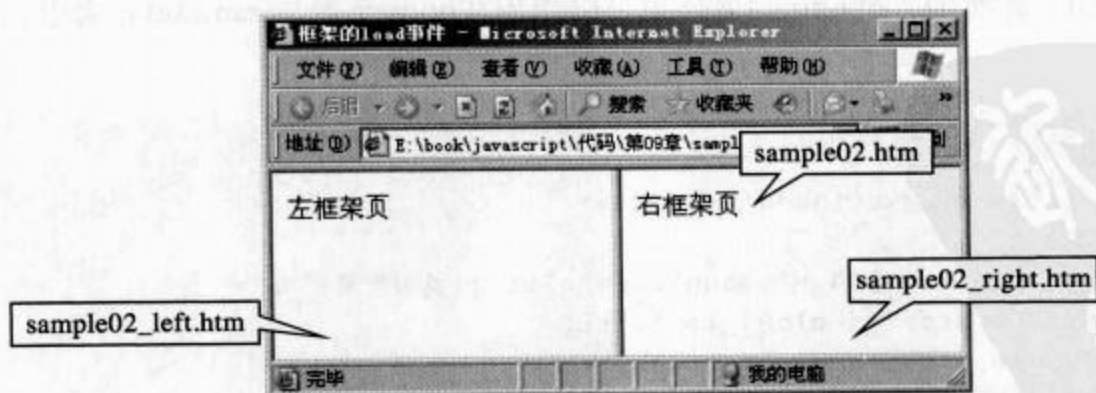 框架的load事件 - Microsoft Internet Explorer
文件(F) 编辑(E) 查看(V) 收藏(A) 工具(T) 帮助(H)
后退 搜索 收藏夹 »
地址(D) E:\book\javascript\代码\第09章\sampl
sample02.htm
左框架页 右框架页
sample02_right.htm
sample02_left.htm
完毕 我的电脑